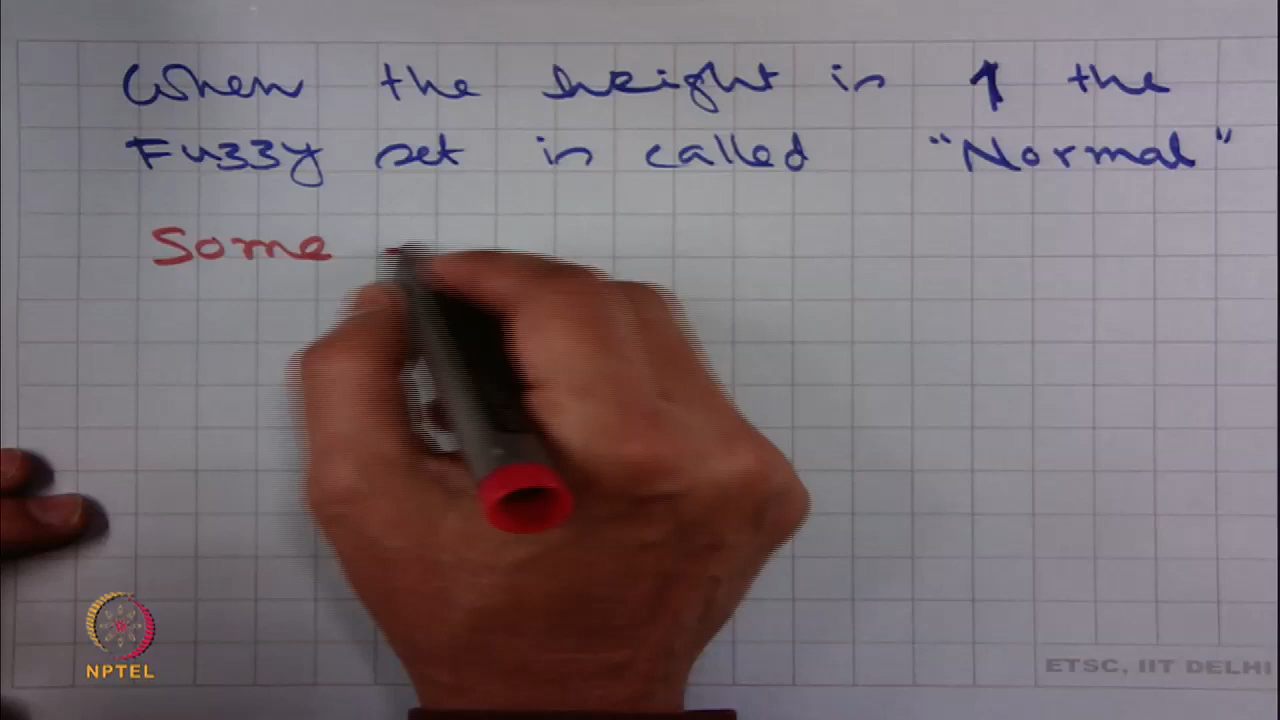 When the height is 1 the
Fuzzy set is called "Normal"
Some
NPTEL
ETSC, IIT DELHI